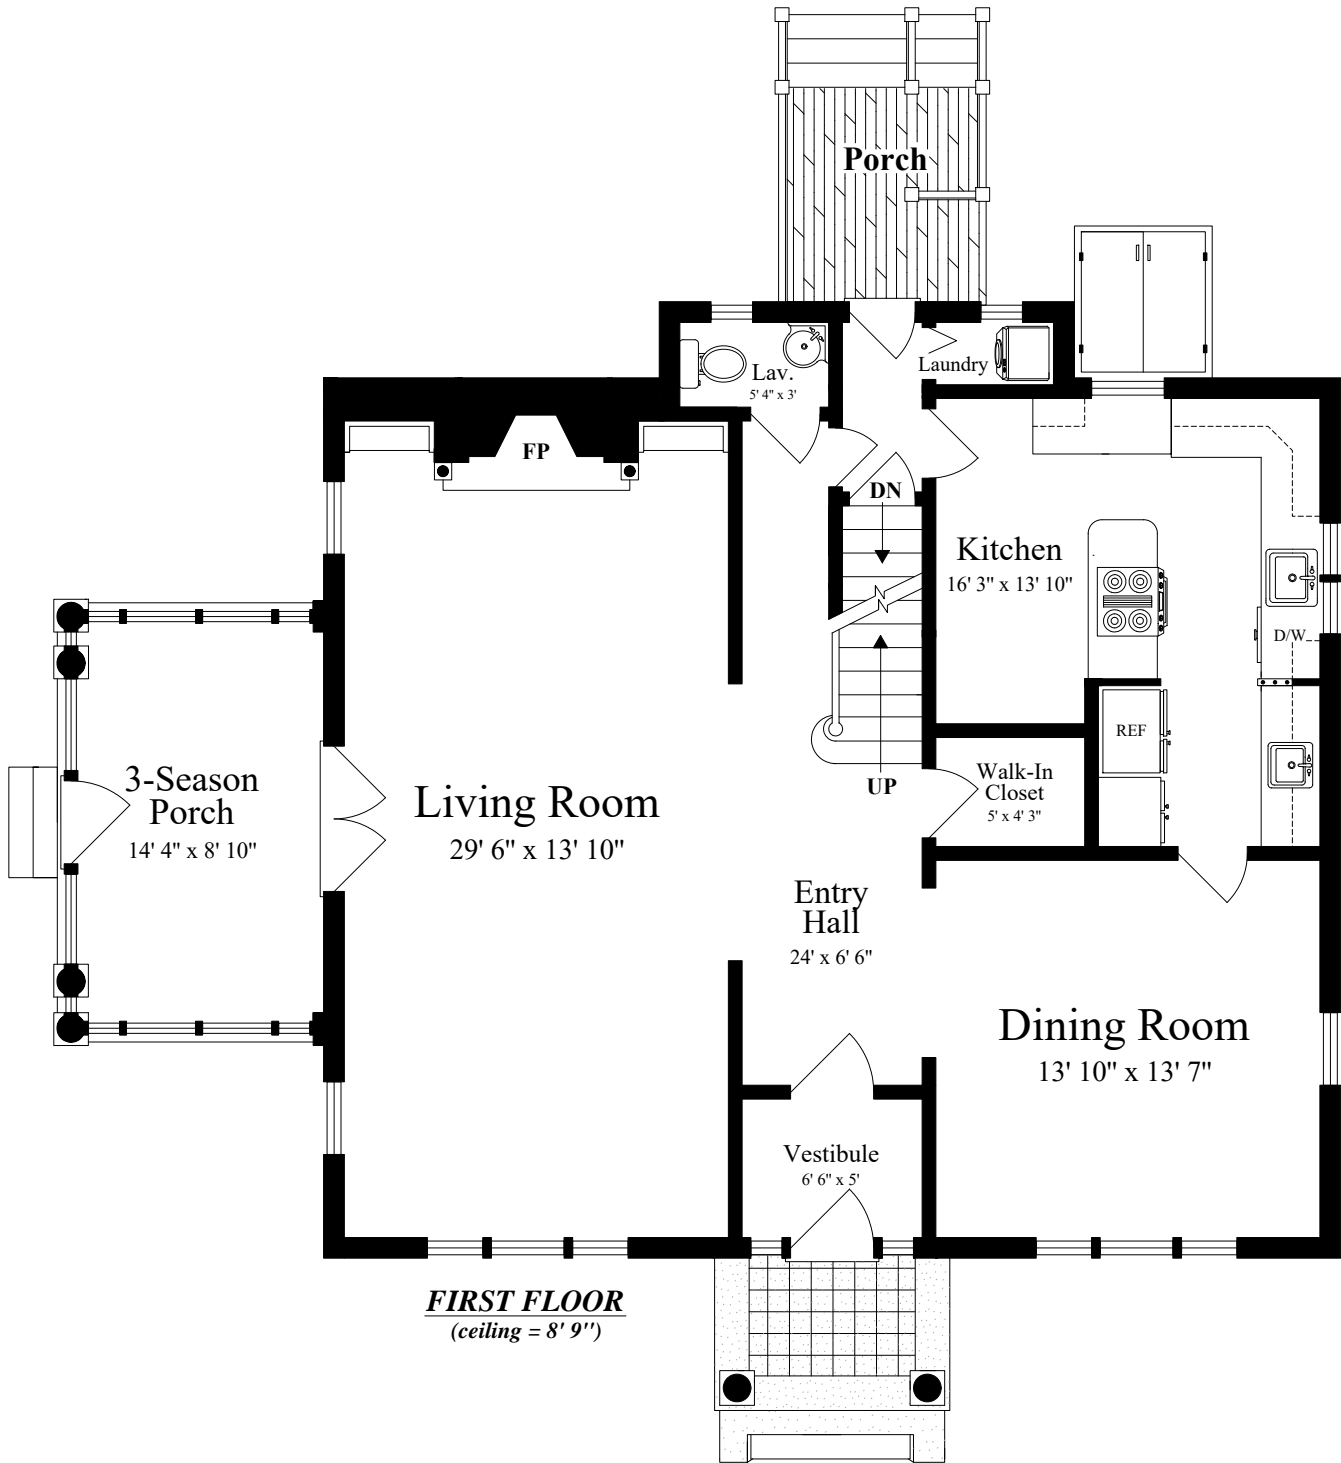 Porch
Lav.
5' 4" x 3'
Laundry
FP
DN
Kitchen
16' 3" x 13' 10"
D/W
REF
Walk-In
Closet
5' x 4' 3"
UP
3-Season
Porch
14' 4" x 8' 10"
Living Room
29' 6" x 13' 10"
Entry
Hall
24' x 6' 6"
Dining Room
13' 10" x 13' 7"
Vestibule
6' 6" x 5'
FIRST FLOOR
(ceiling = 8' 9")